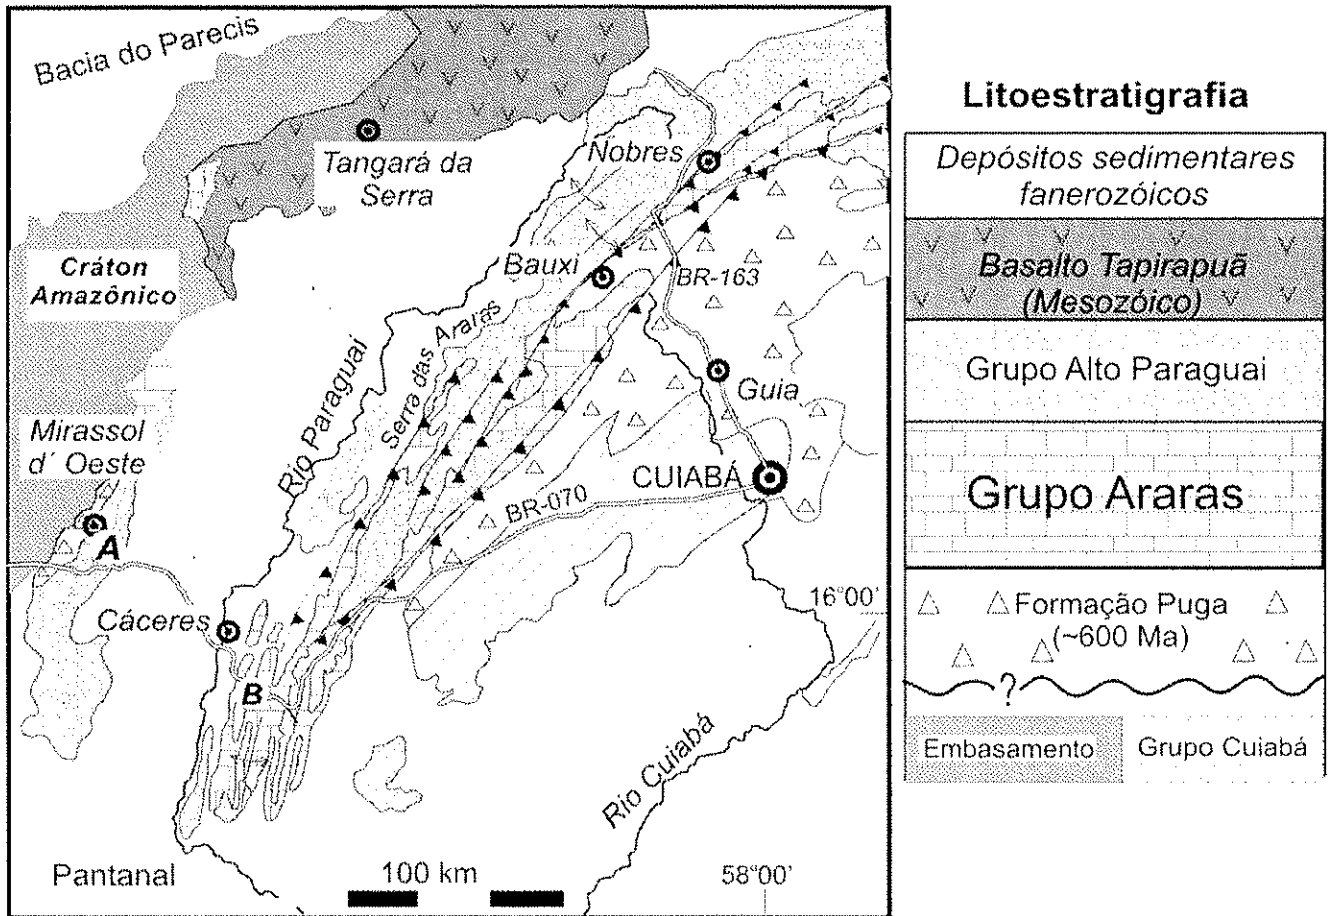 Bacia do Parecis
Tangará da
Serra
Nobres
Cráton
Amazônico
Bauxi
BR-163
Serra das Araras
Rio Paraguai
Guia
Mirassol
d´ Oeste
CUIABÁ
BR-070
A
Cáceres
16°00'
B
Rio Cuiabá
Pantanal
100 km
58°00'
Litoestratigrafia
Depósitos sedimentares
fanerozóicos
Basalto Tapirapuã
(Mesozóico)
Grupo Alto Paraguai
Grupo Araras
Formação Puga
(~600 Ma)
?
Embasamento
Grupo Cuiabá